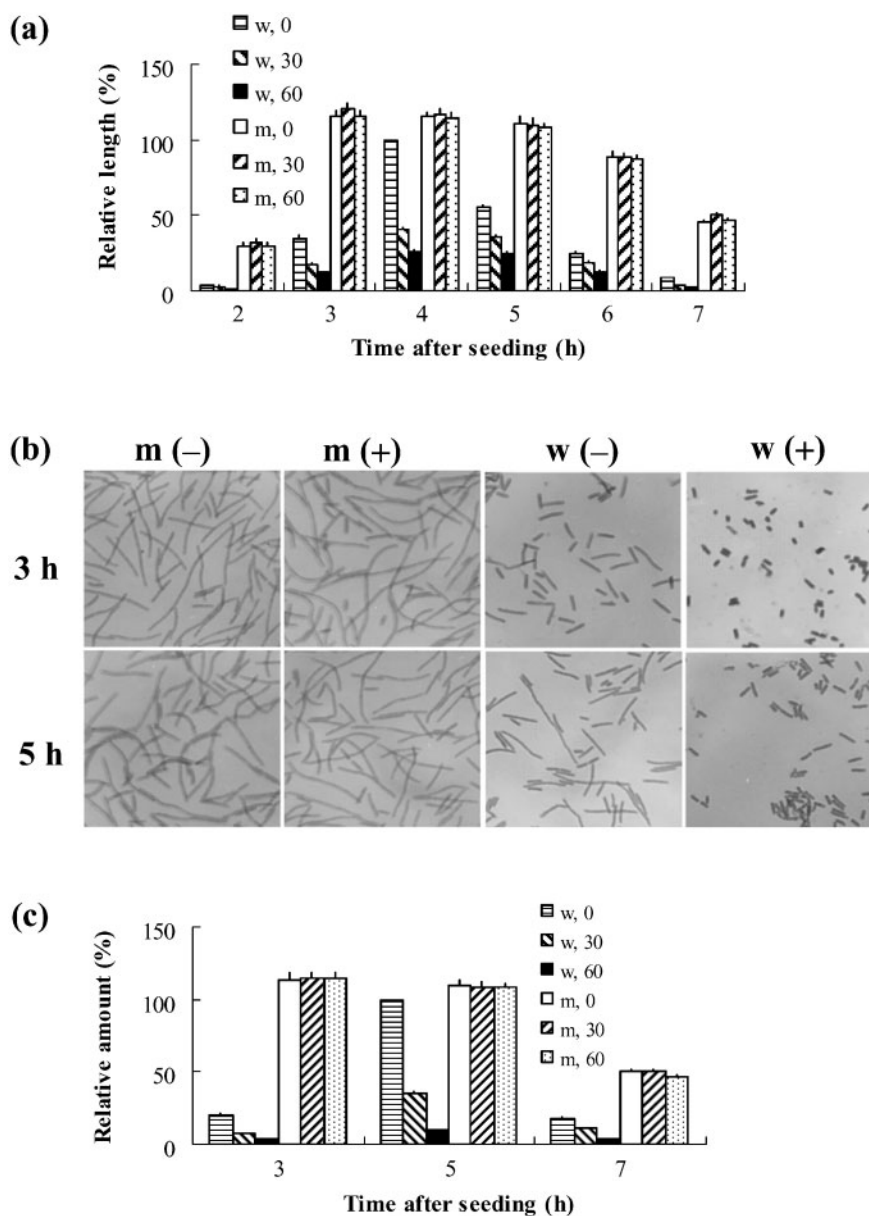 (a)
w, 0
w, 30
w, 60
m, 0
m, 30
m, 60
150
100
50
0
Relative length (%)
2 3 4 5 6 7
Time after seeding (h)
(b)
m (–) m (+) w (–) w (+)
3 h
5 h
(c)
w, 0
w, 30
w, 60
m, 0
m, 30
m, 60
150
100
50
0
Relative amount (%)
3 5 7
Time after seeding (h)